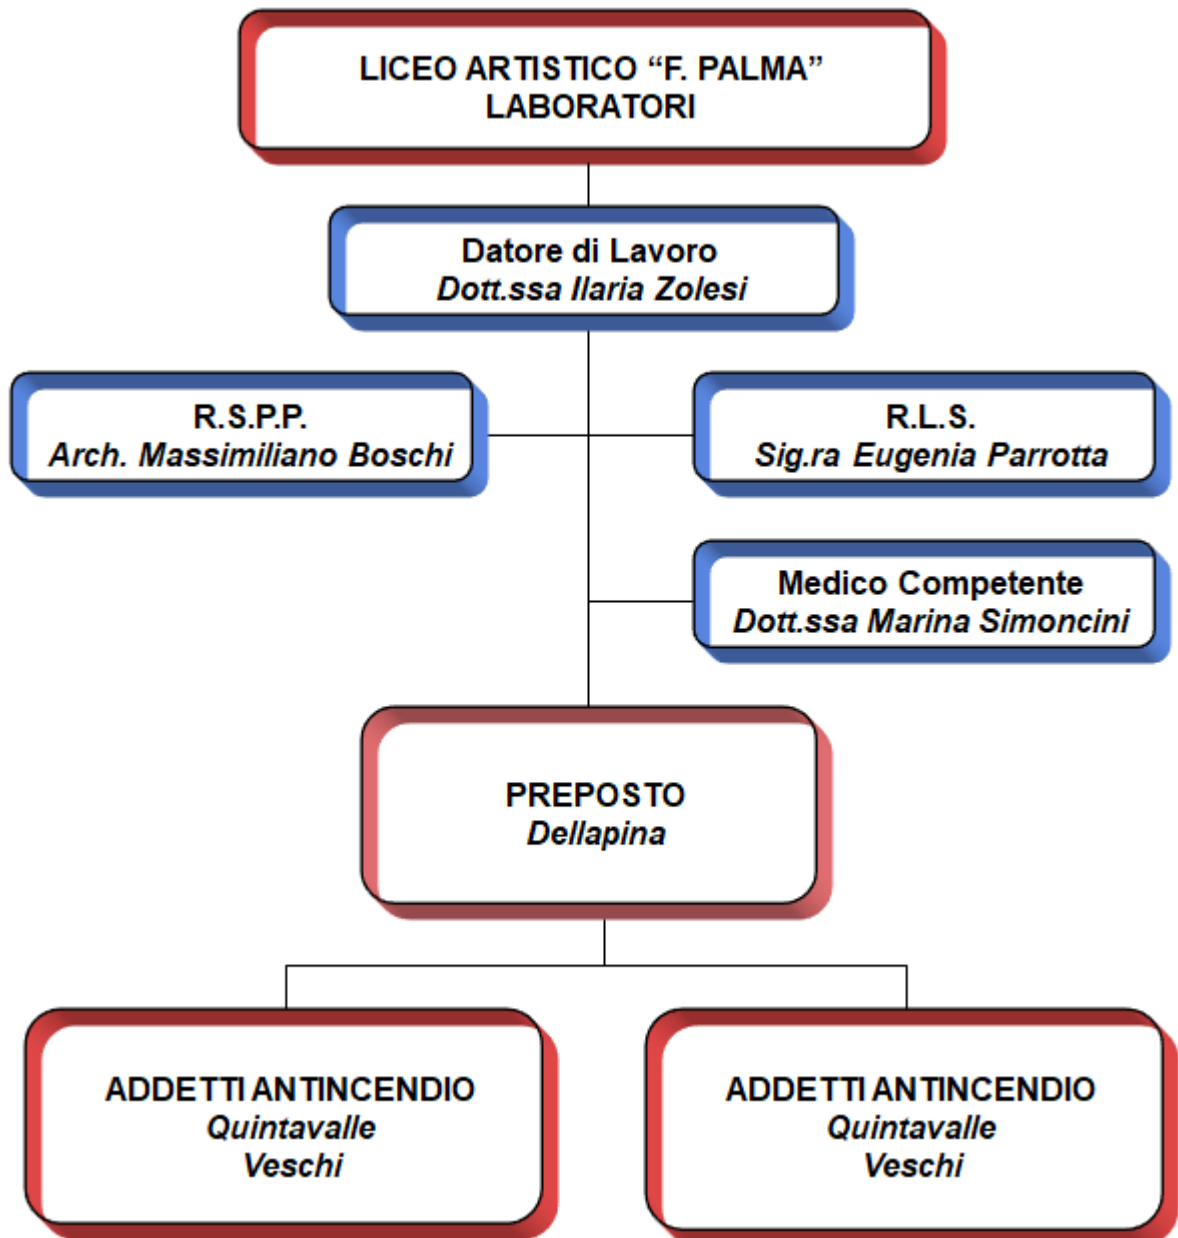 LICEO ARTISTICO “F. PALMA”
LABORATORI
Datore di Lavoro
Dott.ssa Ilaria Zolesi
R.S.P.P.
Arch. Massimiliano Boschi
R.L.S.
Sig.ra Eugenia Parrotta
Medico Competente
Dott.ssa Marina Simoncini
PREPOSTO
Dellapina
ADDETTI ANTINCENDIO
Quintavalle
Veschi
ADDETTI ANTINCENDIO
Quintavalle
Veschi